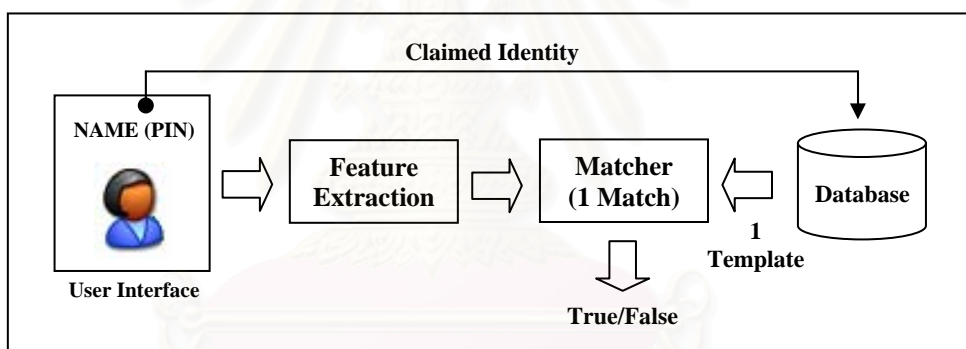 Claimed Identity
NAME (PIN)
User Interface
Feature
Extraction
Matcher
(1 Match)
True/False
1
Template
Database